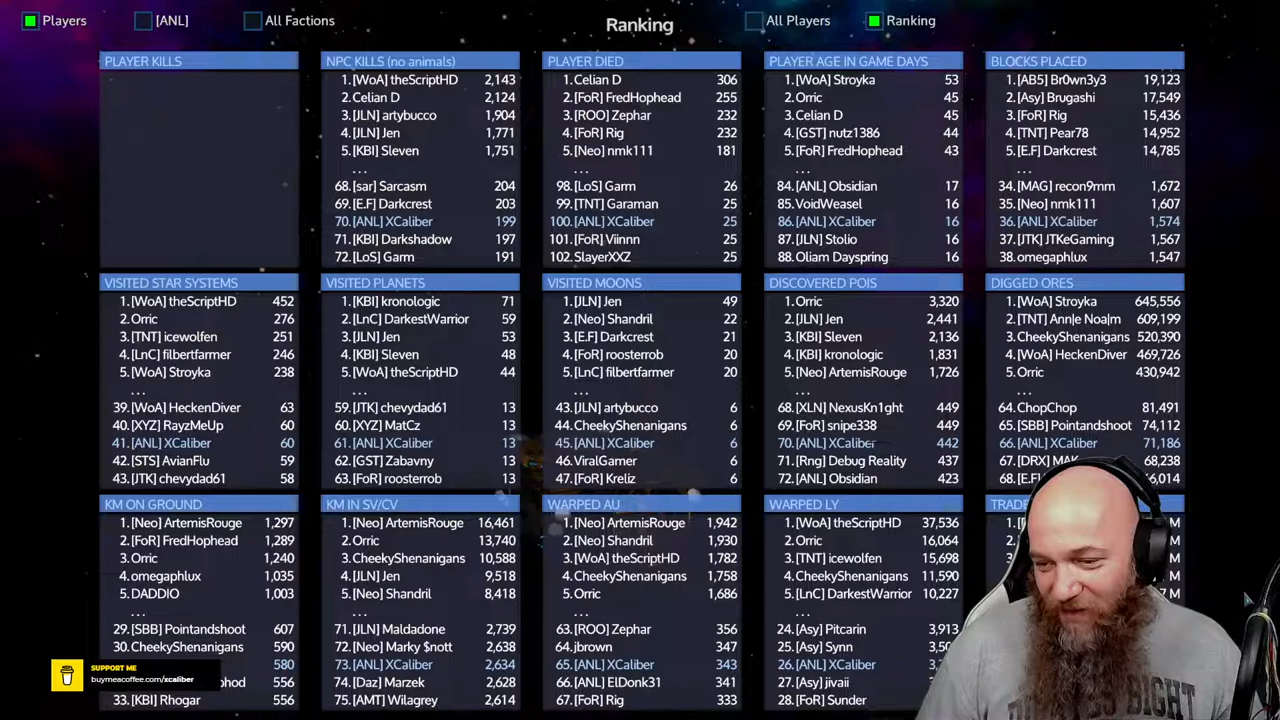 Players
[ANL]
All Factions
Ranking
All Players
Ranking
PLAYER KILLS
NPC KILLS (no animals)
1.[WoA] theScriptHD 2,143
2.Celian D 2,124
3.[JLN] artybucco 1,904
4.[JLN] Jen 1,771
5.[KBI] Sleven 1,751
...
68.[sar] Sarcasm 204
69.[E.F] Darkcrest 203
70.[ANL] XCaliber 199
71.[KBI] Darkshadow 197
72.[LoS] Garm 191
PLAYER DIED
1.Celian D 306
2.[FoR] FredHophead 255
3.[ROO] Zephar 232
4.[FoR] Rig 232
5.[Neo] nmk111 181
...
98.[LoS] Garm 26
99.[TNT] Garaman 25
100.[ANL] XCaliber 25
101.[FoR] Viinnn 25
102.SlayerXXZ 25
PLAYER AGE IN GAME DAYS
1.[WoA] Stroyka 53
2.Orric 45
3.Celian D 45
4.[GST] nutz1386 44
5.[FoR] FredHophead 43
...
84.[ANL] Obsidian 17
85.VoidWeasel 16
86.[ANL] XCaliber 16
87.[JLN] Stolio 16
88.Oliam Dayspring 16
BLOCKS PLACED
1.[AB5] Br0wn3y3 19,123
2.[Asy] Brugashi 17,549
3.[FoR] Rig 15,436
4.[TNT] Pear78 14,952
5.[E.F] Darkcrest 14,785
...
34.[MAG] recon9mm 1,672
35.[Neo] nmk111 1,607
36.[ANL] XCaliber 1,574
37.[JTK] JTKeGaming 1,567
38.omegaphlux 1,547
VISITED STAR SYSTEMS
1.[WoA] theScriptHD 452
2.Orric 276
3.[TNT] icewolfen 251
4.[LnC] filbertfarmer 246
5.[WoA] Stroyka 238
...
39.[WoA] HeckenDiver 63
40.[XYZ] RayzMeUp 60
41.[ANL] XCaliber 60
42.[STS] AvianFlu 59
43.[JTK] chevydad61 58
VISITED PLANETS
1.[KBI] kronologic 71
2.[LnC] DarkestWarrior 59
3.[JLN] Jen 53
4.[KBI] Sleven 48
5.[WoA] theScriptHD 44
...
59.[JTK] chevydad61 13
60.[XYZ] MatCz 13
61.[ANL] XCaliber 13
62.[GST] Zabavny 13
63.[FoR] roosterrob 13
VISITED MOONS
1.[JLN] Jen 49
2.[Neo] Shandril 22
3.[E.F] Darkcrest 21
4.[FoR] roosterrob 20
5.[LnC] filbertfarmer 20
...
43.[JLN] artybucco 6
44.CheekyShenanigans 6
45.[ANL] XCaliber 6
46.ViralGamer 6
47.[FoR] Kreliz 6
DISCOVERED POIS
1.Orric 3,320
2.[JLN] Jen 2,441
3.[KBI] Sleven 2,136
4.[KBI] kronologic 1,831
5.[Neo] ArtemisRouge 1,726
...
68.[XLN] NexusKn1ght 449
69.[FoR] snipe338 449
70.[ANL] XCaliber 442
71.[Rng] Debug Reality 437
72.[ANL] Obsidian 423
DIGGED ORES
1.[WoA] Stroyka 645,556
2.[TNT] Ann|e Noa|m 609,199
3.CheekyShenanigans 520,390
4.[WoA] HeckenDiver 469,726
5.Orric 430,942
...
64.ChopChop 81,491
65.[SBB] Pointandshoot 74,112
66.[ANL] XCaliber 71,186
67.[DRX] 68,238
68.[E.F]
KM ON GROUND
1.[Neo] ArtemisRouge 1,297
2.[FoR] FredHophead 1,289
3.Orric 1,240
4.omegaphlux 1,035
5.DADDIO 1,003
...
29.[SBB] Pointandshoot 607
30.CheekyShenanigans 590
580
556
33.[KBI] Rhogar 556
KM IN SV/CV
1.[Neo] ArtemisRouge 16,461
2.Orric 13,740
3.CheekyShenanigans 10,588
4.[JLN] Jen 9,518
5.[Neo] Shandril 8,418
...
71.[JLN] Maldadone 2,739
72.[Neo] Marky $nott 2,638
73.[ANL] XCaliber 2,634
74.[Daz] Marzek 2,628
75.[AMT] Wilagrey 2,614
WARPED AU
1.[Neo] ArtemisRouge 1,942
2.[Neo] Shandril 1,930
3.[WoA] theScriptHD 1,782
4.CheekyShenanigans 1,758
5.Orric 1,686
...
63.[ROO] Zephar 356
64.jbrown 347
65.[ANL] XCaliber 343
66.[ANL] ElDonk31 341
67.[FoR] Rig 333
WARPED LY
1.[WoA] theScriptHD 37,536
2.Orric 16,064
3.[TNT] icewolfen 15,698
4.CheekyShenanigans 11,590
5.[LnC] DarkestWarrior 10,227
...
24.[Asy] Pitcarin 3,913
25.[Asy] Synn
26.[ANL] XCaliber
27.[Asy] jivaii
28.[FoR] Sunder
1.
2.
3.
4.
5.
SUPPORT ME
buymeacoffee.com/xcaliber